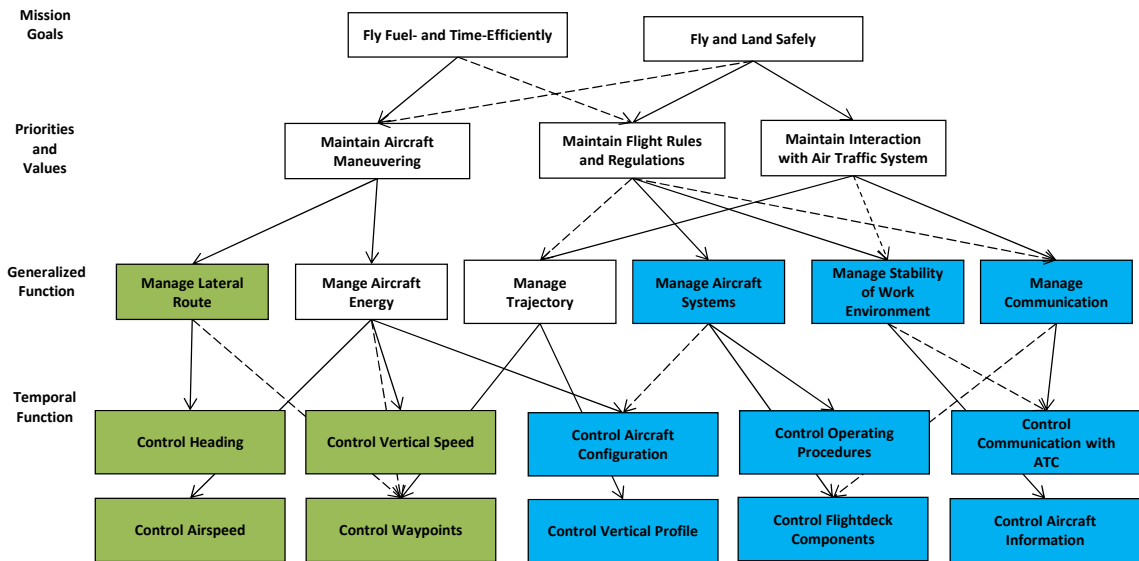 Mission
Goals
Fly Fuel- and Time-Efficiently
Fly and Land Safely
Priorities
and
Values
Maintain Aircraft
Maneuvering
Maintain Flight Rules
and Regulations
Maintain Interaction
with Air Traffic System
Generalized
Function
Manage Lateral
Route
Mange Aircraft
Energy
Manage
Trajectory
Manage Aircraft
Systems
Manage Stability
of Work
Environment
Manage
Communication
Temporal
Function
Control Heading
Control Vertical Speed
Control Aircraft
Configuration
Control Operating
Procedures
Control
Communication with
ATC
Control Airspeed
Control Waypoints
Control Vertical Profile
Control Flightdeck
Components
Control Aircraft
Information